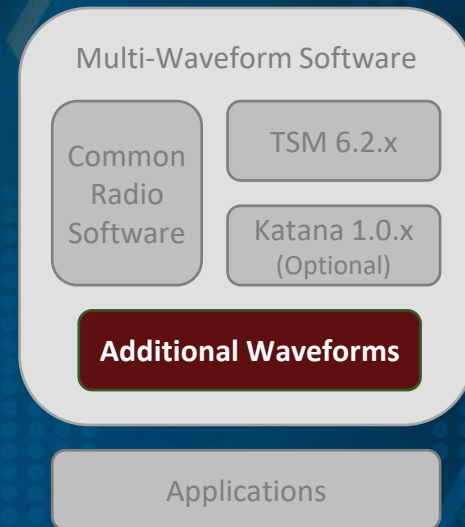 Multi-Waveform Software
Common
Radio
Software
TSM 6.2.x
Katana 1.0.x
(Optional)
Additional Waveforms
Applications